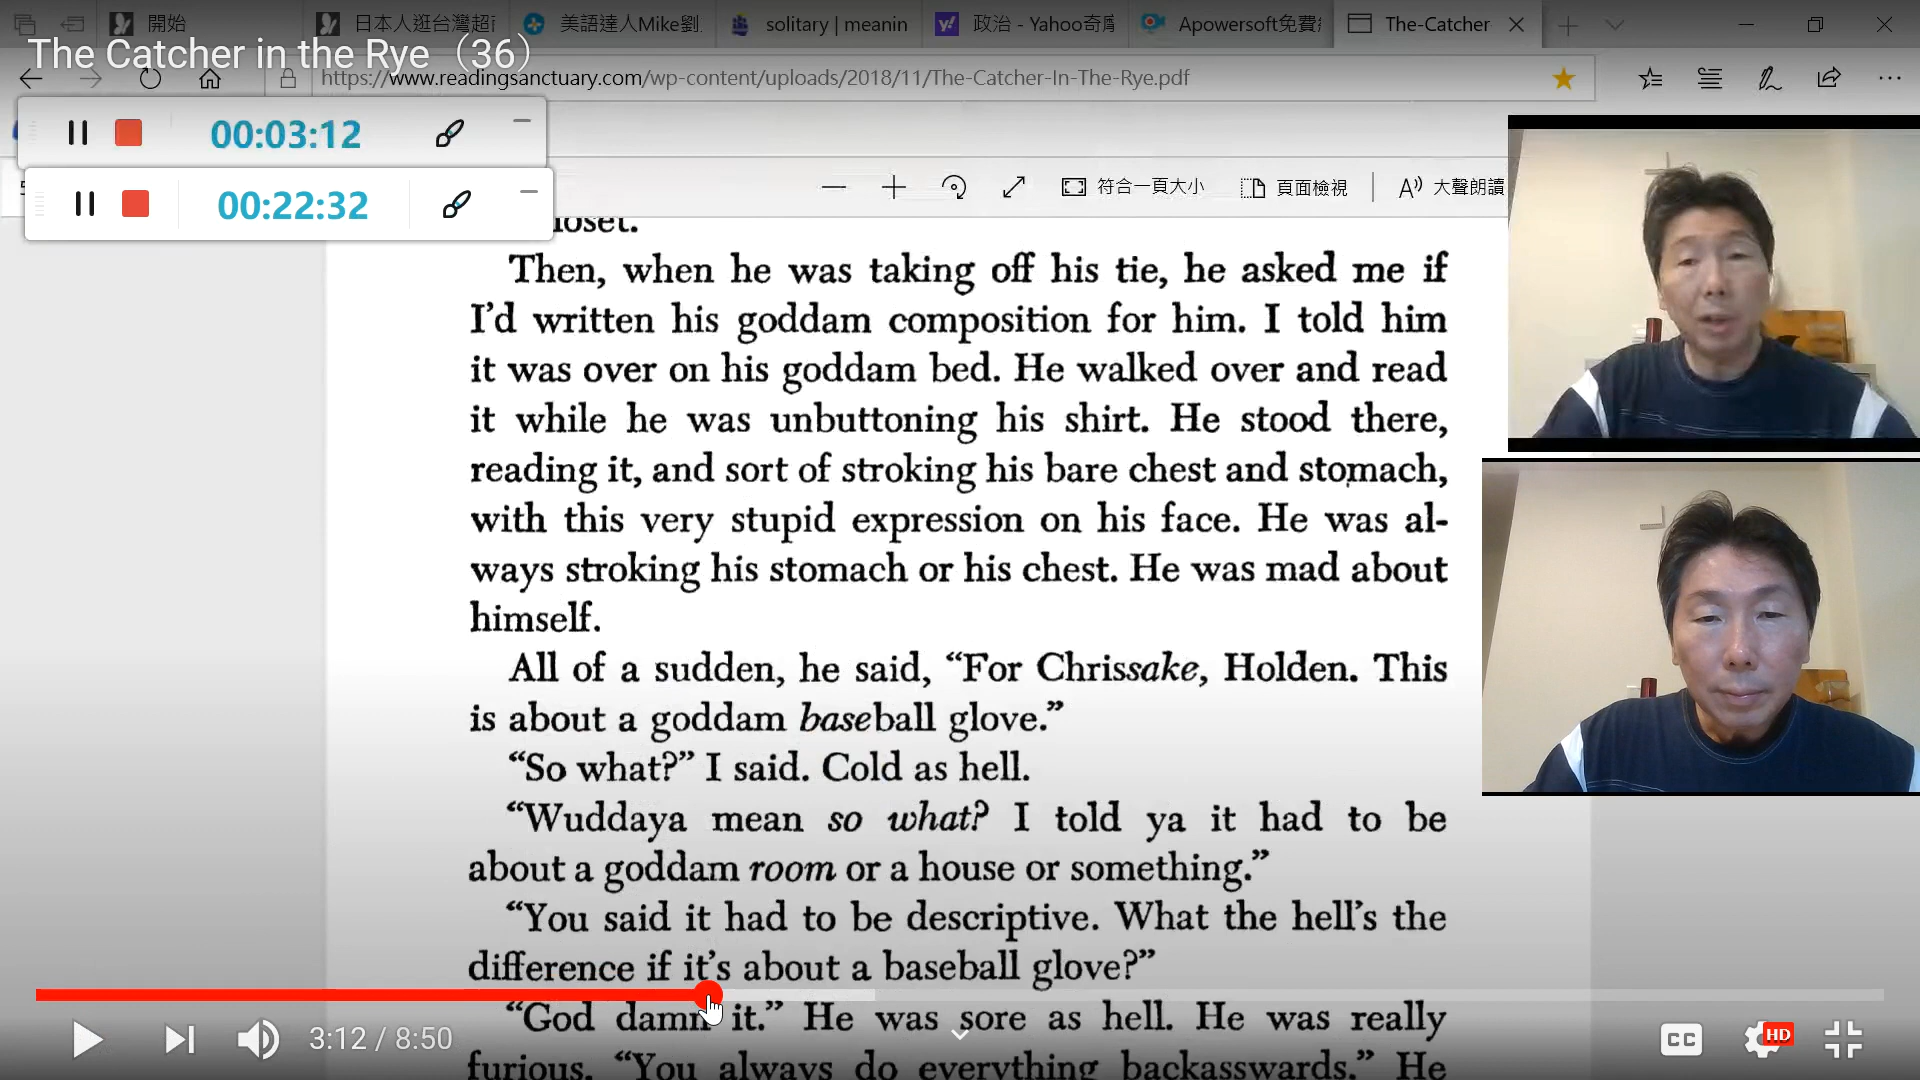 開始
日本人逛台灣超
美語達人Mike劉
solitary | meanin
政治 - Yahoo奇
Apowersoft免費
The-Catcher
The Catcher in the Rye（36）
https://www.readingsanctuary.com/wp-content/uploads/2018/11/The-Catcher-In-The-Rye.pdf
00:03:12
00:22:32
符合一頁大小
頁面檢視
大聲朗讀
Then, when he was taking off his tie, he asked me if
I’d written his goddam composition for him. I told him
it was over on his goddam bed. He walked over and read
it while he was unbuttoning his shirt. He stood there,
reading it, and sort of stroking his bare chest and stomach,
with this very stupid expression on his face. He was al-
ways stroking his stomach or his chest. He was mad about
himself.
All of a sudden, he said, “For Chrissake, Holden. This
is about a goddam baseball glove.”
“So what?” I said. Cold as hell.
“Wuddaya mean so what? I told ya it had to be
about a goddam room or a house or something.”
“You said it had to be descriptive. What the hell’s the
difference if it’s about a baseball glove?”
“God damn it.” He was sore as hell. He was really
furious. “You always do everything backasswards.” He
3:12 / 8:50
CC
HD